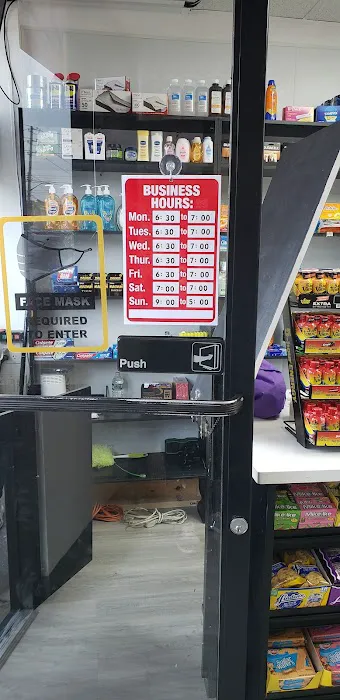 BUSINESS
HOURS:
Mon. 6:30 to 7:00
Tues. 6:30 to 7:00
Wed. 6:30 to 7:00
Thur. 6:30 to 7:00
Fri. 6:30 to 7:00
Sat. 7:00 to 7:00
Sun. 9:00 to 5:00
FACE MASK
REQUIRED
TO ENTER
Push
Colgate
EXTRA